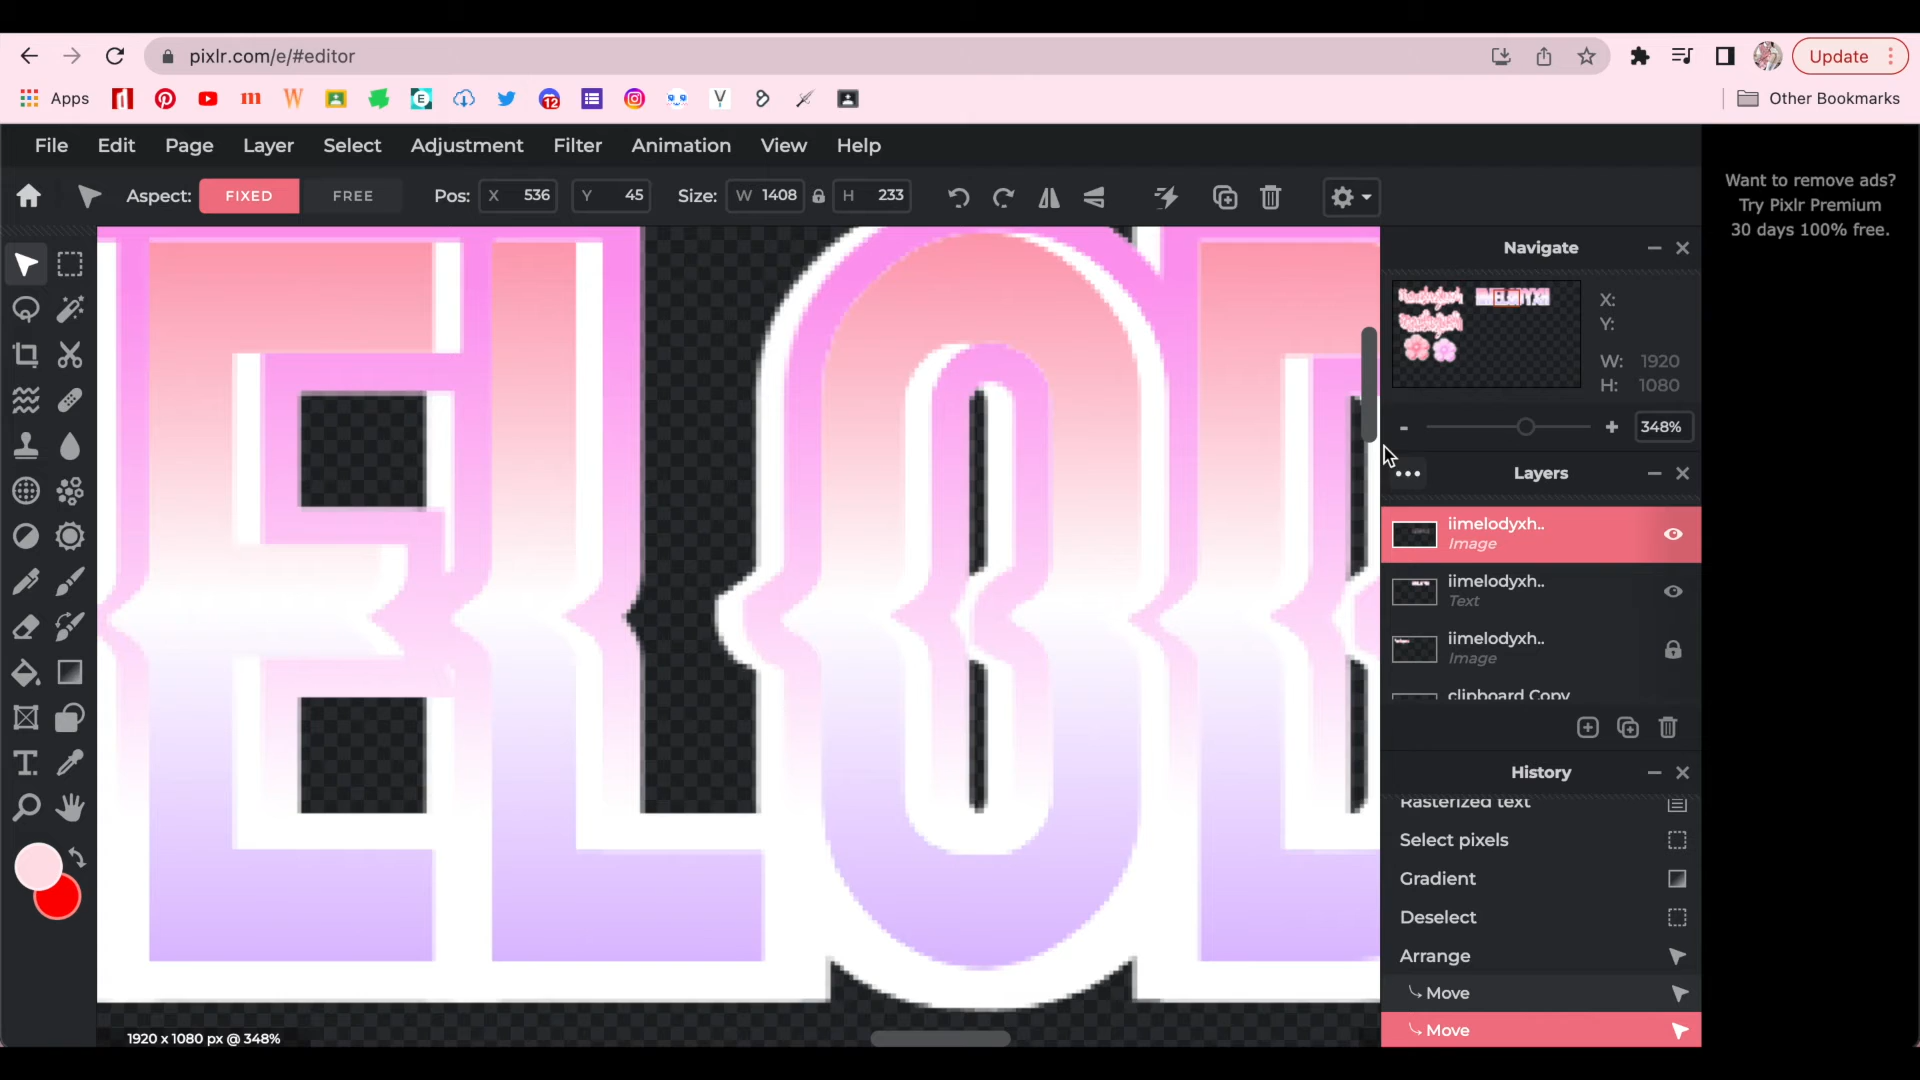 pixlr.com/e/#editor
Update
Apps
12
Other Bookmarks
File Edit Page Layer Select Adjustment Filter Animation View Help
Aspect: FIXED FREE Pos: X 536 Y 45 Size: W 1408 H 233
Want to remove ads?
Try Pixlr Premium
30 days 100% free.
Navigate
X:
Y:
W: 1920
H: 1080
- + 348%
Layers
iimelodyxh..
Image
iimelodyxh..
Text
iimelodyxh..
Image
clipboard Copy
History
Rasterized text
Select pixels
Gradient
Deselect
Arrange
Move
Move
ELO
1920 x 1080 px @ 348%